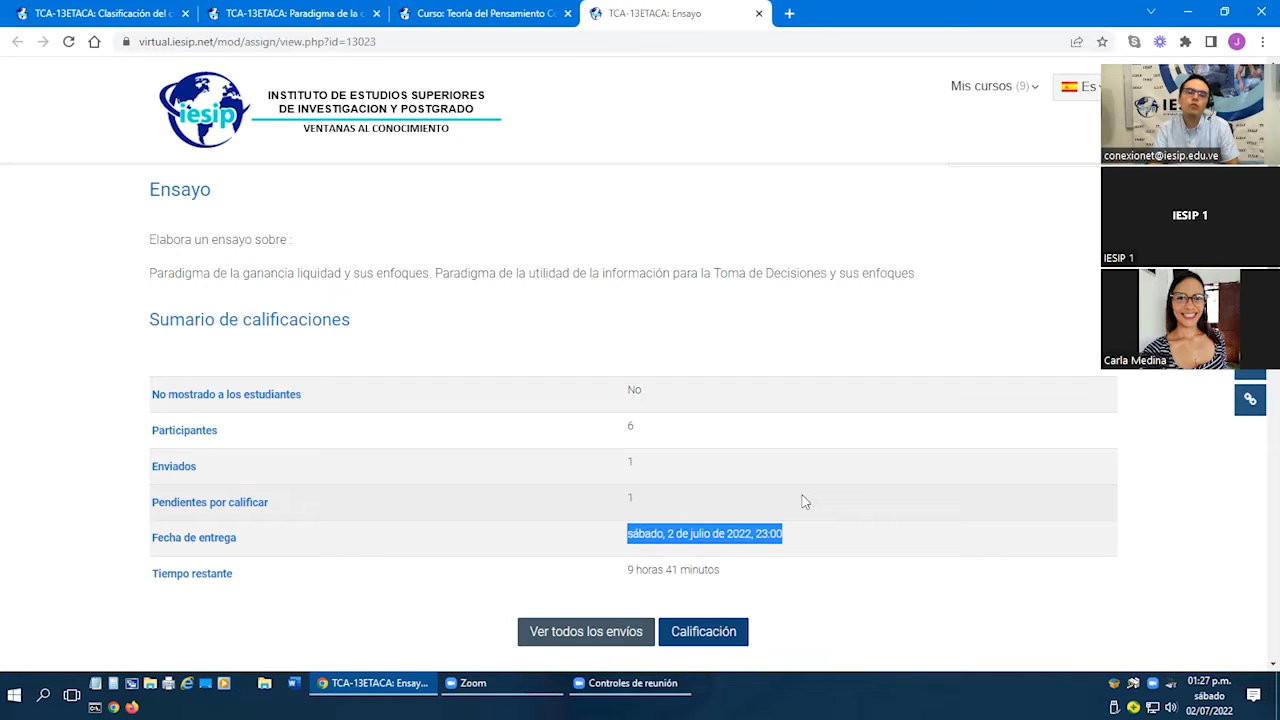 TCA-13ETACA: Clasificación del c
TCA-13ETACA: Paradigma de la c
Curso: Teoría del Pensamiento Co
TCA-13ETACA: Ensayo
virtual.iesip.net/mod/assign/view.php?id=13023
J
iesip
INSTITUTO DE ESTUDIOS SUPERIORES
DE INVESTIGACION Y POSTGRADO
VENTANAS AL CONOCIMIENTO
Mis cursos (9)
Es
conexionet@iesip.edu.ve
IESIP 1
IESIP 1
Carla Medina
Ensayo
Elabora un ensayo sobre :
Paradigma de la ganancia liquidad y sus enfoques. Paradigma de la utilidad de la información para la Toma de Decisiones y sus enfoques
Sumario de calificaciones
No mostrado a los estudiantes No
Participantes 6
Enviados 1
Pendientes por calificar 1
Fecha de entrega sábado, 2 de julio de 2022, 23:00
Tiempo restante 9 horas 41 minutos
Ver todos los envíos Calificación
TCA-13ETACA: Ensay...
Zoom
Controles de reunión
01:27 p.m.
sábado
02/07/2022